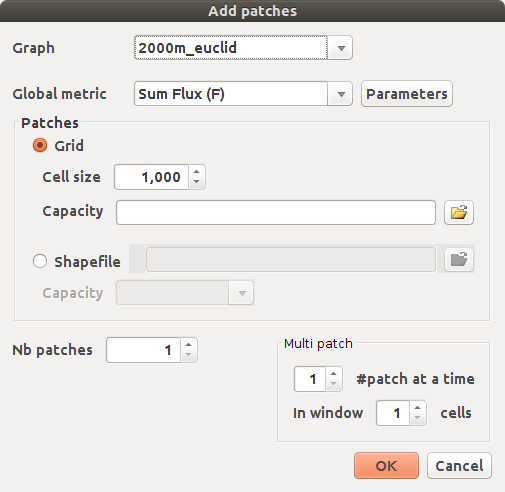 Add patches
Graph 2000m_euclid
Global metric Sum Flux (F) Parameters
Patches
Grid
Cell size 1,000
Capacity
Shapefile
Capacity
Nb patches 1
Multi patch
1 #patch at a time
In window 1 cells
OK Cancel